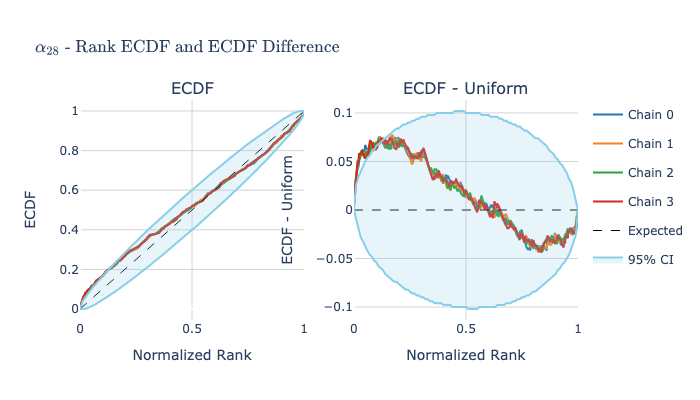 α₂₈ - Rank ECDF and ECDF Difference
ECDF
ECDF
1
0.8
0.6
0.4
0.2
0
0
0.5
1
Normalized Rank
ECDF - Uniform
ECDF - Uniform
0.1
0.05
0
−0.05
−0.1
0
0.5
1
Normalized Rank
Chain 0
Chain 1
Chain 2
Chain 3
Expected
95% CI